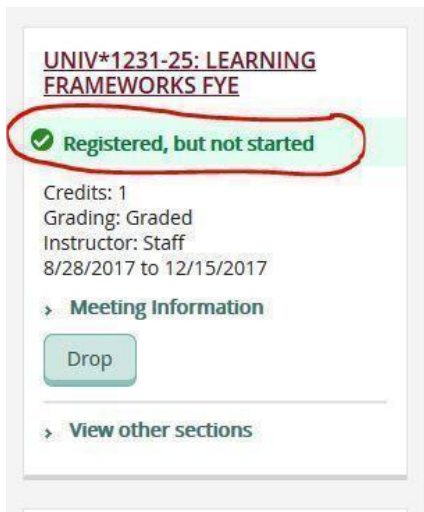 UNIV*1231-25: LEARNING
FRAMEWORKS FYE
Registered, but not started
Credits: 1
Grading: Graded
Instructor: Staff
8/28/2017 to 12/15/2017
Meeting Information
Drop
View other sections